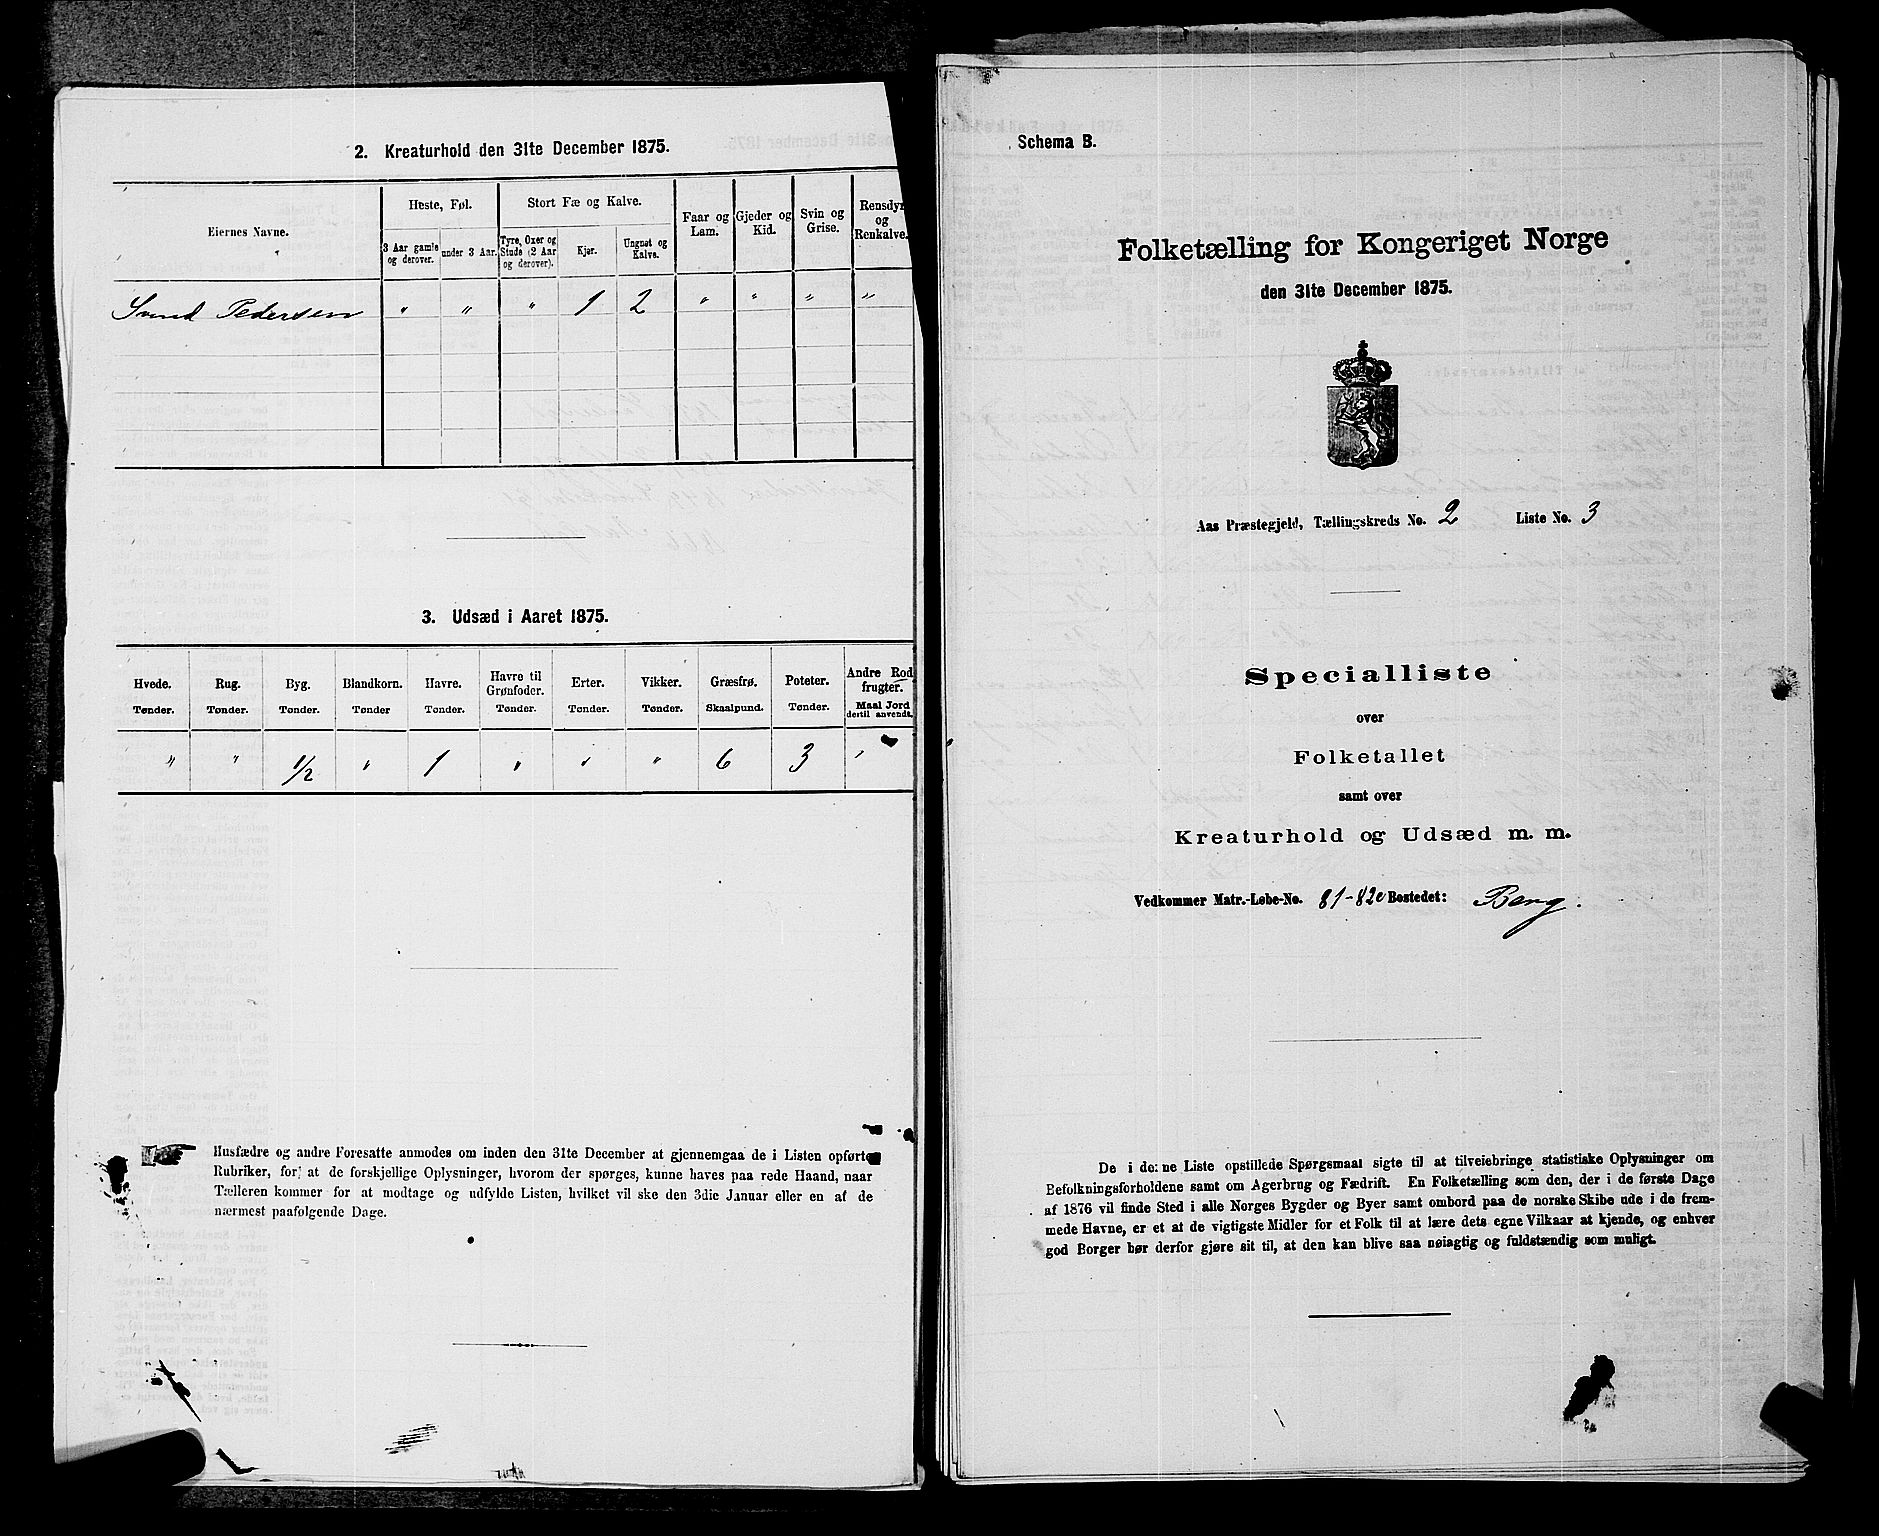 2. Kreaturhold den 31te December 1875.
Eiernes Navne.
Heste, Føl.
Stort Fæ og Kalve.
Faar og Lam.
Gjeder og Kid.
Svin og Grise.
Rensdyr og Renkalve.
3 Aar gamle og derover.
under 3 Aar.
Tyre, Oxer og Stude (2 Aar og derover).
Kjør.
Ungnøt og Kalve.
Svend Pedersen " " " 1 2 " " " "
3. Udsæd i Aaret 1875.
Hvede. Rug. Byg. Blandkorn. Havre. Havre til Grønfoder. Erter. Vikker. Græsfrø. Poteter. Andre Rodfrugter.
Tønder. Tønder. Tønder. Tønder Tønder. Tønder. Tønder. Tønder. Skaalpund. Tønder. Maal Jord dertil anvendt.
" " 1/2 " 1 " " " 6 3 "
Husfædre og andre Foresatte anmodes om inden den 31te December at gjennemgaa de i Listen opførte
Rubriker, for at de forskjellige Oplysninger, hvorom der spørges, kunne haves paa rede Haand, naar
Tælleren kommer for at modtage og udfylde Listen, hvilket vil ske den 3die Januar eller en af de
nærmest paafølgende Dage.
Schema B.
Folketælling for Kongeriget Norge
den 31te December 1875.
Aas Præstegjeld, Tællingskreds No. 2 Liste No. 3
Specialliste
over
Folketallet
samt over
Kreaturhold og Udsæd m. m.
Vedkommer Matr.-Løbe-No. 81-82e Bostedet: Berg.
De i denne Liste opstillede Spørgsmaal sigte til at tilveiebringe statistiske Oplysninger om
Befolkningsforholdene samt om Agerbrug og Fædrift. En Folketælling som den, der i de første Dage
af 1876 vil finde Sted i alle Norges Bygder og Byer samt ombord paa de norske Skibe ude i de frem-
mede Havne, er et at de vigtigste Midler for et Folk til at lære dets egne Vilkaar at kjende, og enhver
god Borger bør derfor gjøre sit til, at den kan blive saa nøiagtig og fuldstændig som muligt.